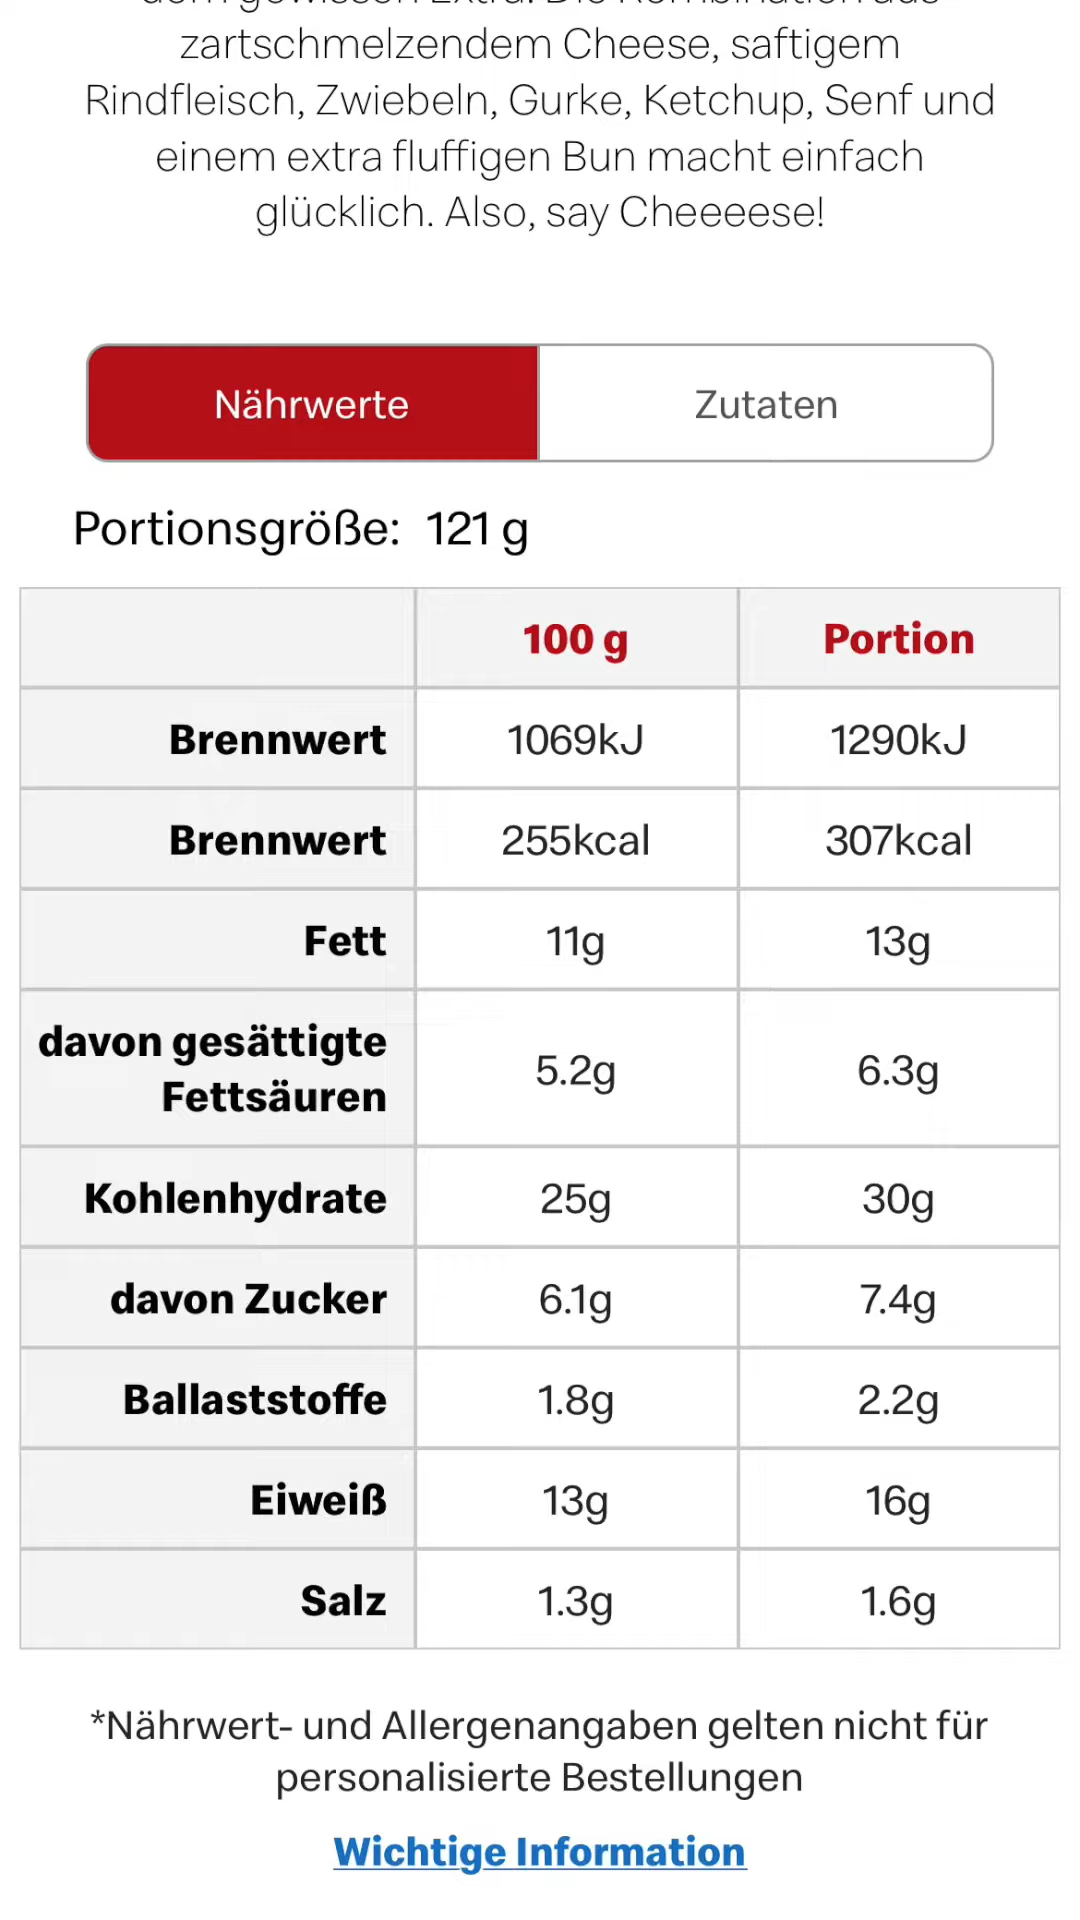 zartschmelzendem Cheese, saftigem
Rindfleisch, Zwiebeln, Gurke, Ketchup, Senf und
einem extra fluffigen Bun macht einfach
glücklich. Also, say Cheeeese!
Nährwerte Zutaten
Portionsgröße: 121 g
100 g Portion
Brennwert 1069kJ 1290kJ
Brennwert 255kcal 307kcal
Fett 11g 13g
davon gesättigte
Fettsäuren 5.2g 6.3g
Kohlenhydrate 25g 30g
davon Zucker 6.1g 7.4g
Ballaststoffe 1.8g 2.2g
Eiweiß 13g 16g
Salz 1.3g 1.6g
*Nährwert- und Allergenangaben gelten nicht für
personalisierte Bestellungen
Wichtige Information